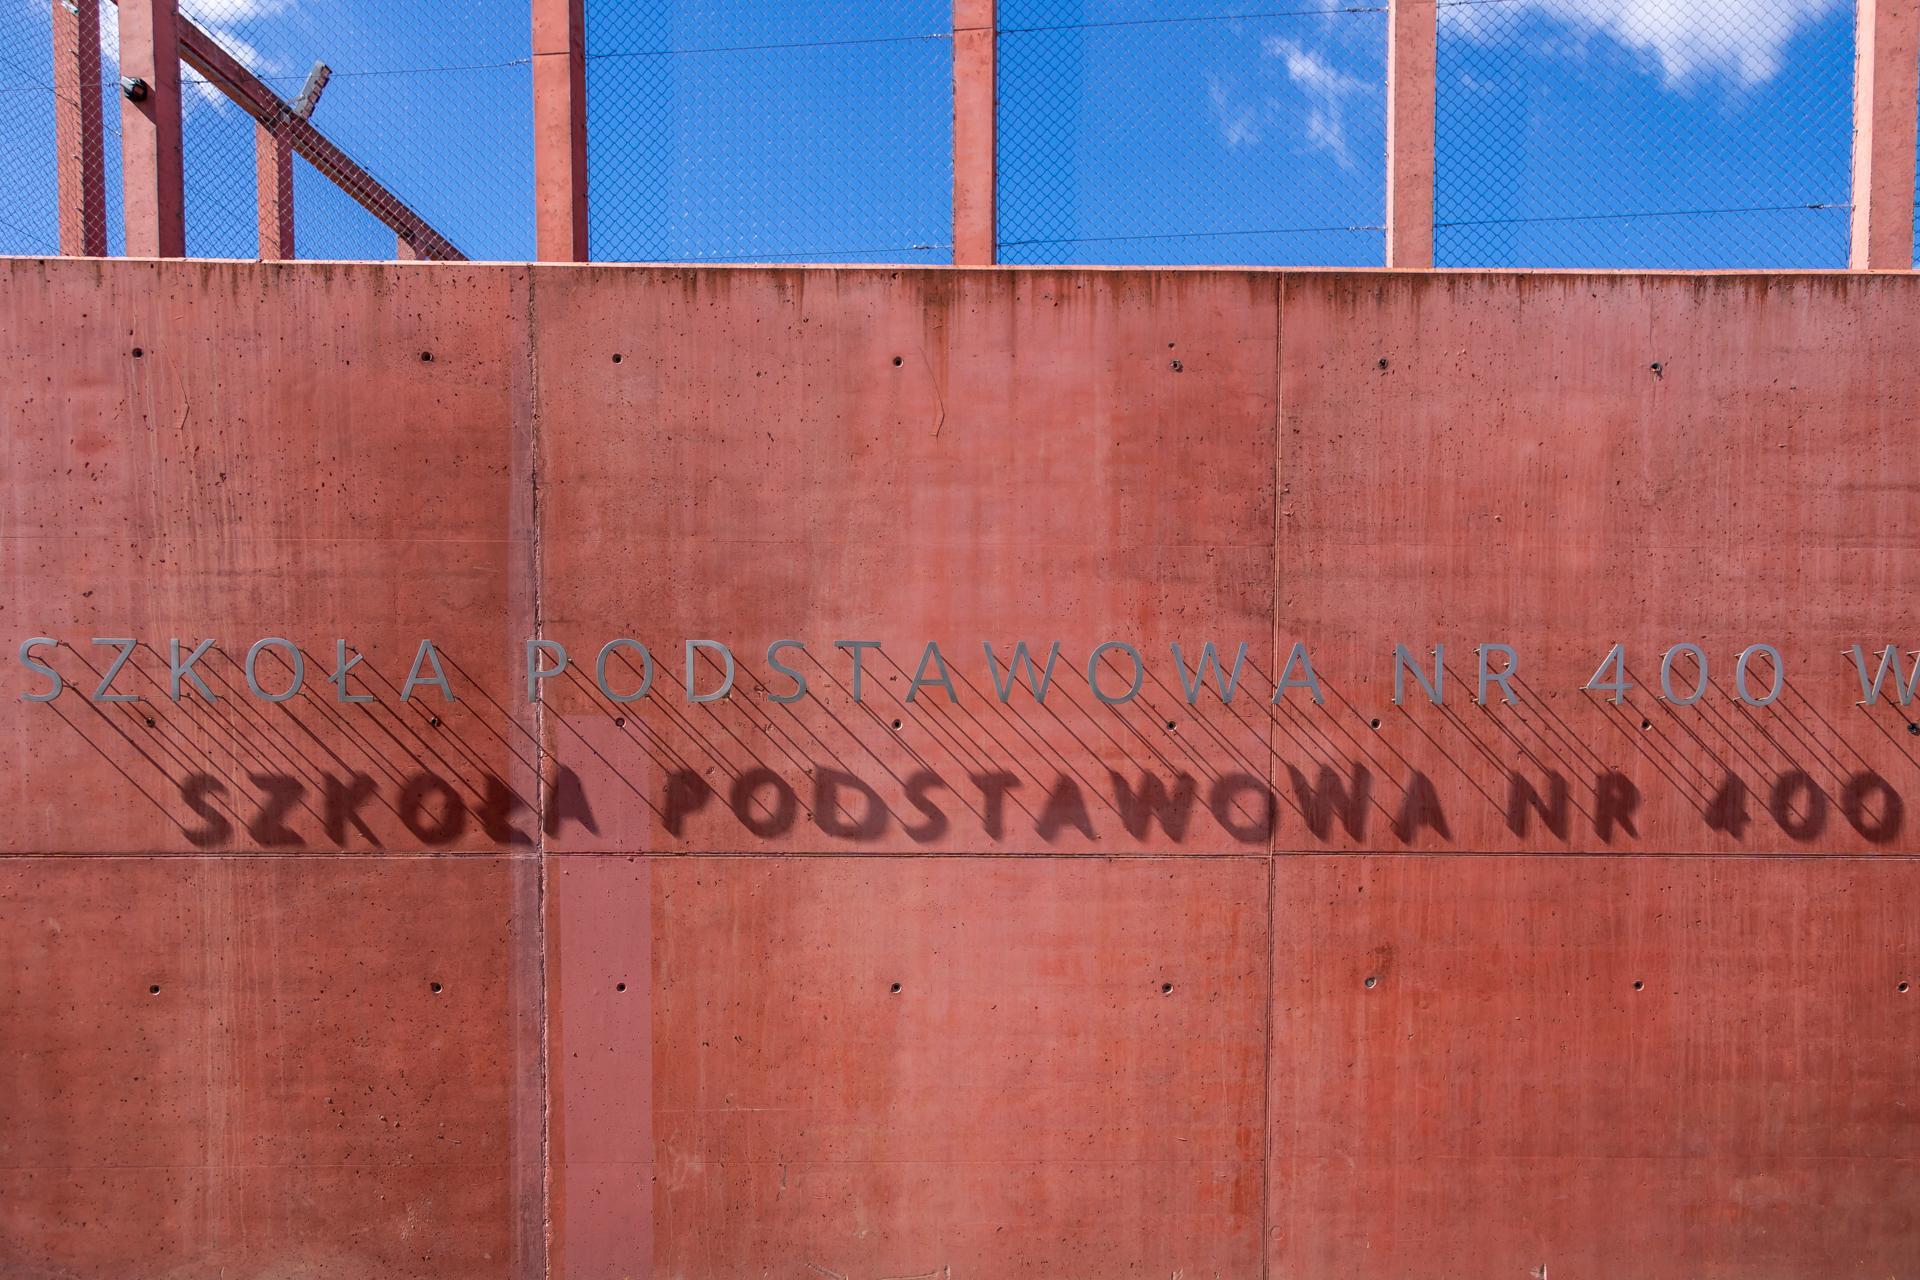 SZKOŁA PODSTAWOWA NR 400 W
SZKOŁA PODSTAWOWA NR 400